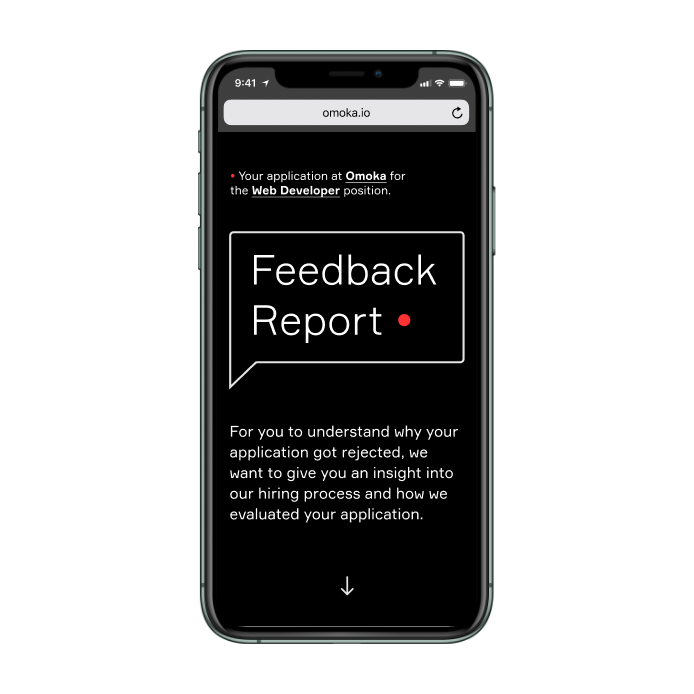 9:41
omoka.io
• Your application at Omoka for
the Web Developer position.
Feedback
Report
For you to understand why your
application got rejected, we
want to give you an insight into
our hiring process and how we
evaluated your application.